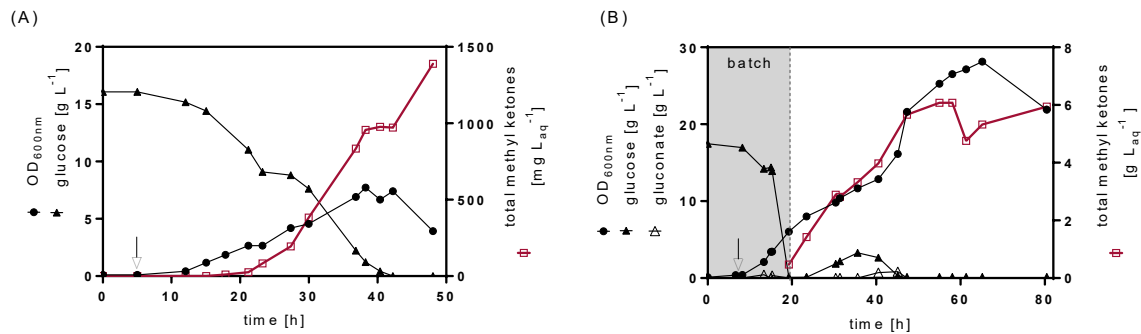 (A)
20
15
10
5
0
OD600nm
glucose [g L-1]
0 10 20 30 40 50
time [h]
1500
1000
500
0
total methyl ketones
[mg Laq-1]
(B)
batch
30
20
10
0
OD600nm
glucose [g L-1]
gluconate [g L-1]
0 20 40 60 80
time [h]
8
6
4
2
0
total methyl ketones
[g Laq-1]